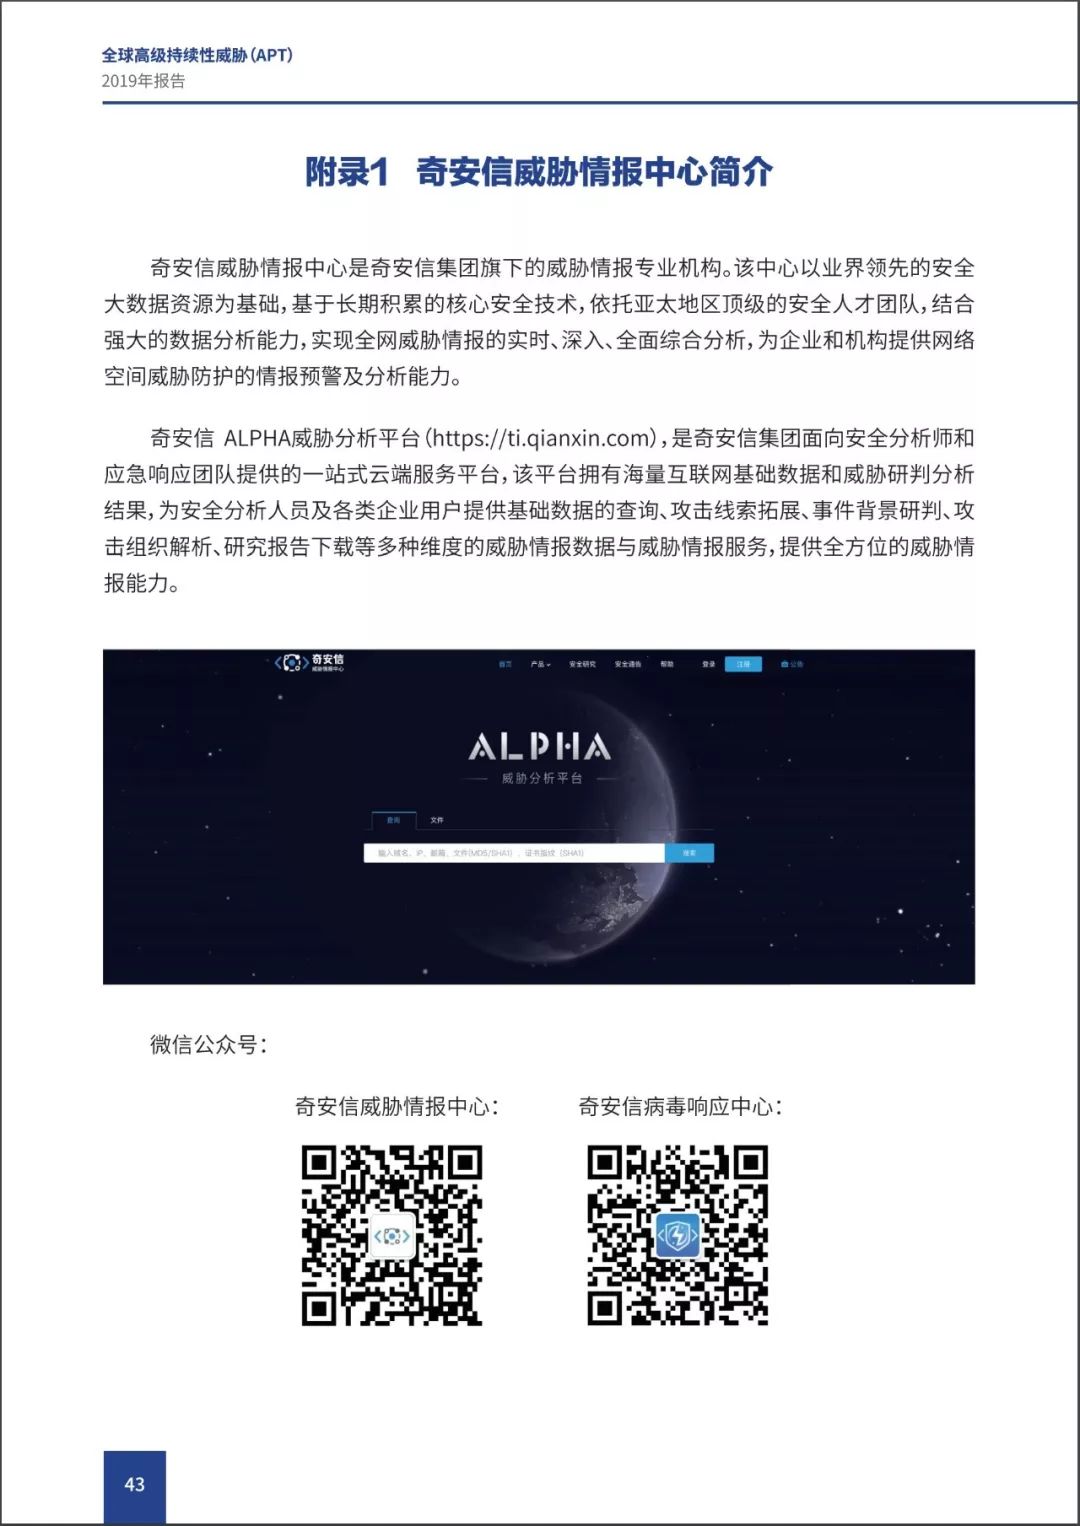 全球高级持续性威胁（APT）
2019年报告
附录1 奇安信威胁情报中心简介
奇安信威胁情报中心是奇安信集团旗下的威胁情报专业机构。该中心以业界领先的安全
大数据资源为基础，基于长期积累的核心安全技术，依托亚太地区顶级的安全人才团队，结合
强大的数据分析能力，实现全网威胁情报的实时、深入、全面综合分析，为企业和机构提供网络
空间威胁防护的情报预警及分析能力。
奇安信 ALPHA威胁分析平台（https://ti.qianxin.com），是奇安信集团面向安全分析师和
应急响应团队提供的一站式云端服务平台，该平台拥有海量互联网基础数据和威胁研判分析
结果，为安全分析人员及各类企业用户提供基础数据的查询、攻击线索拓展、事件背景研判、攻
击组织解析、研究报告下载等多种维度的威胁情报数据与威胁情报服务，提供全方位的威胁情
报能力。
奇安信
威胁情报中心
首页 产品 安全研究 安全通告 帮助 登录 注册 公告
ALPHA
威胁分析平台
查询 文件
输入域名、IP、邮箱、文件(MD5/SHA1)、证书指纹（SHA1） 搜索
微信公众号：
奇安信威胁情报中心： 奇安信病毒响应中心：
43